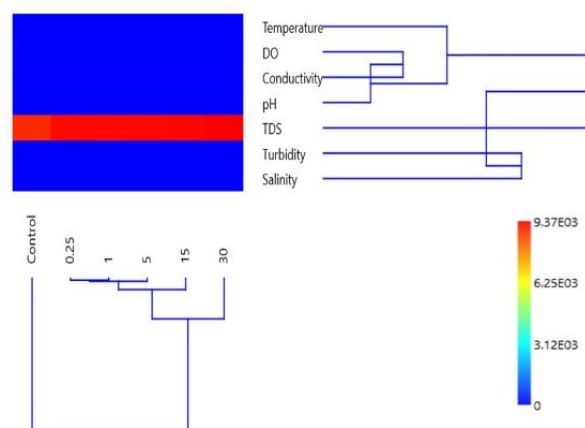 Temperature
DO
Conductivity
pH
TDS
Turbidity
Salinity
Control
0.25
1
5
15
30
9.37E03
6.25E03
3.12E03
0